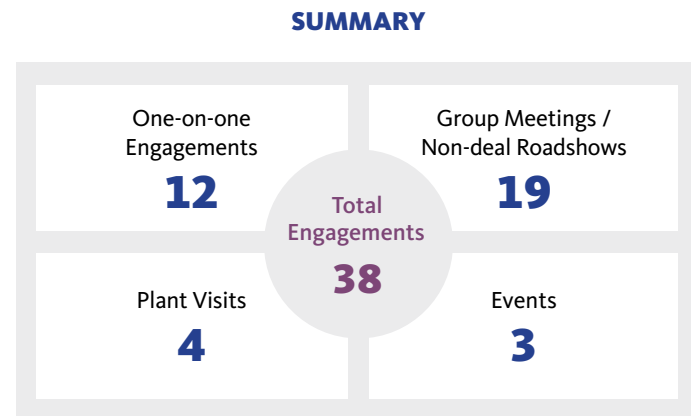 SUMMARY
One-on-one
Engagements
12
Group Meetings /
Non-deal Roadshows
19
Total
Engagements
38
Plant Visits
4
Events
3